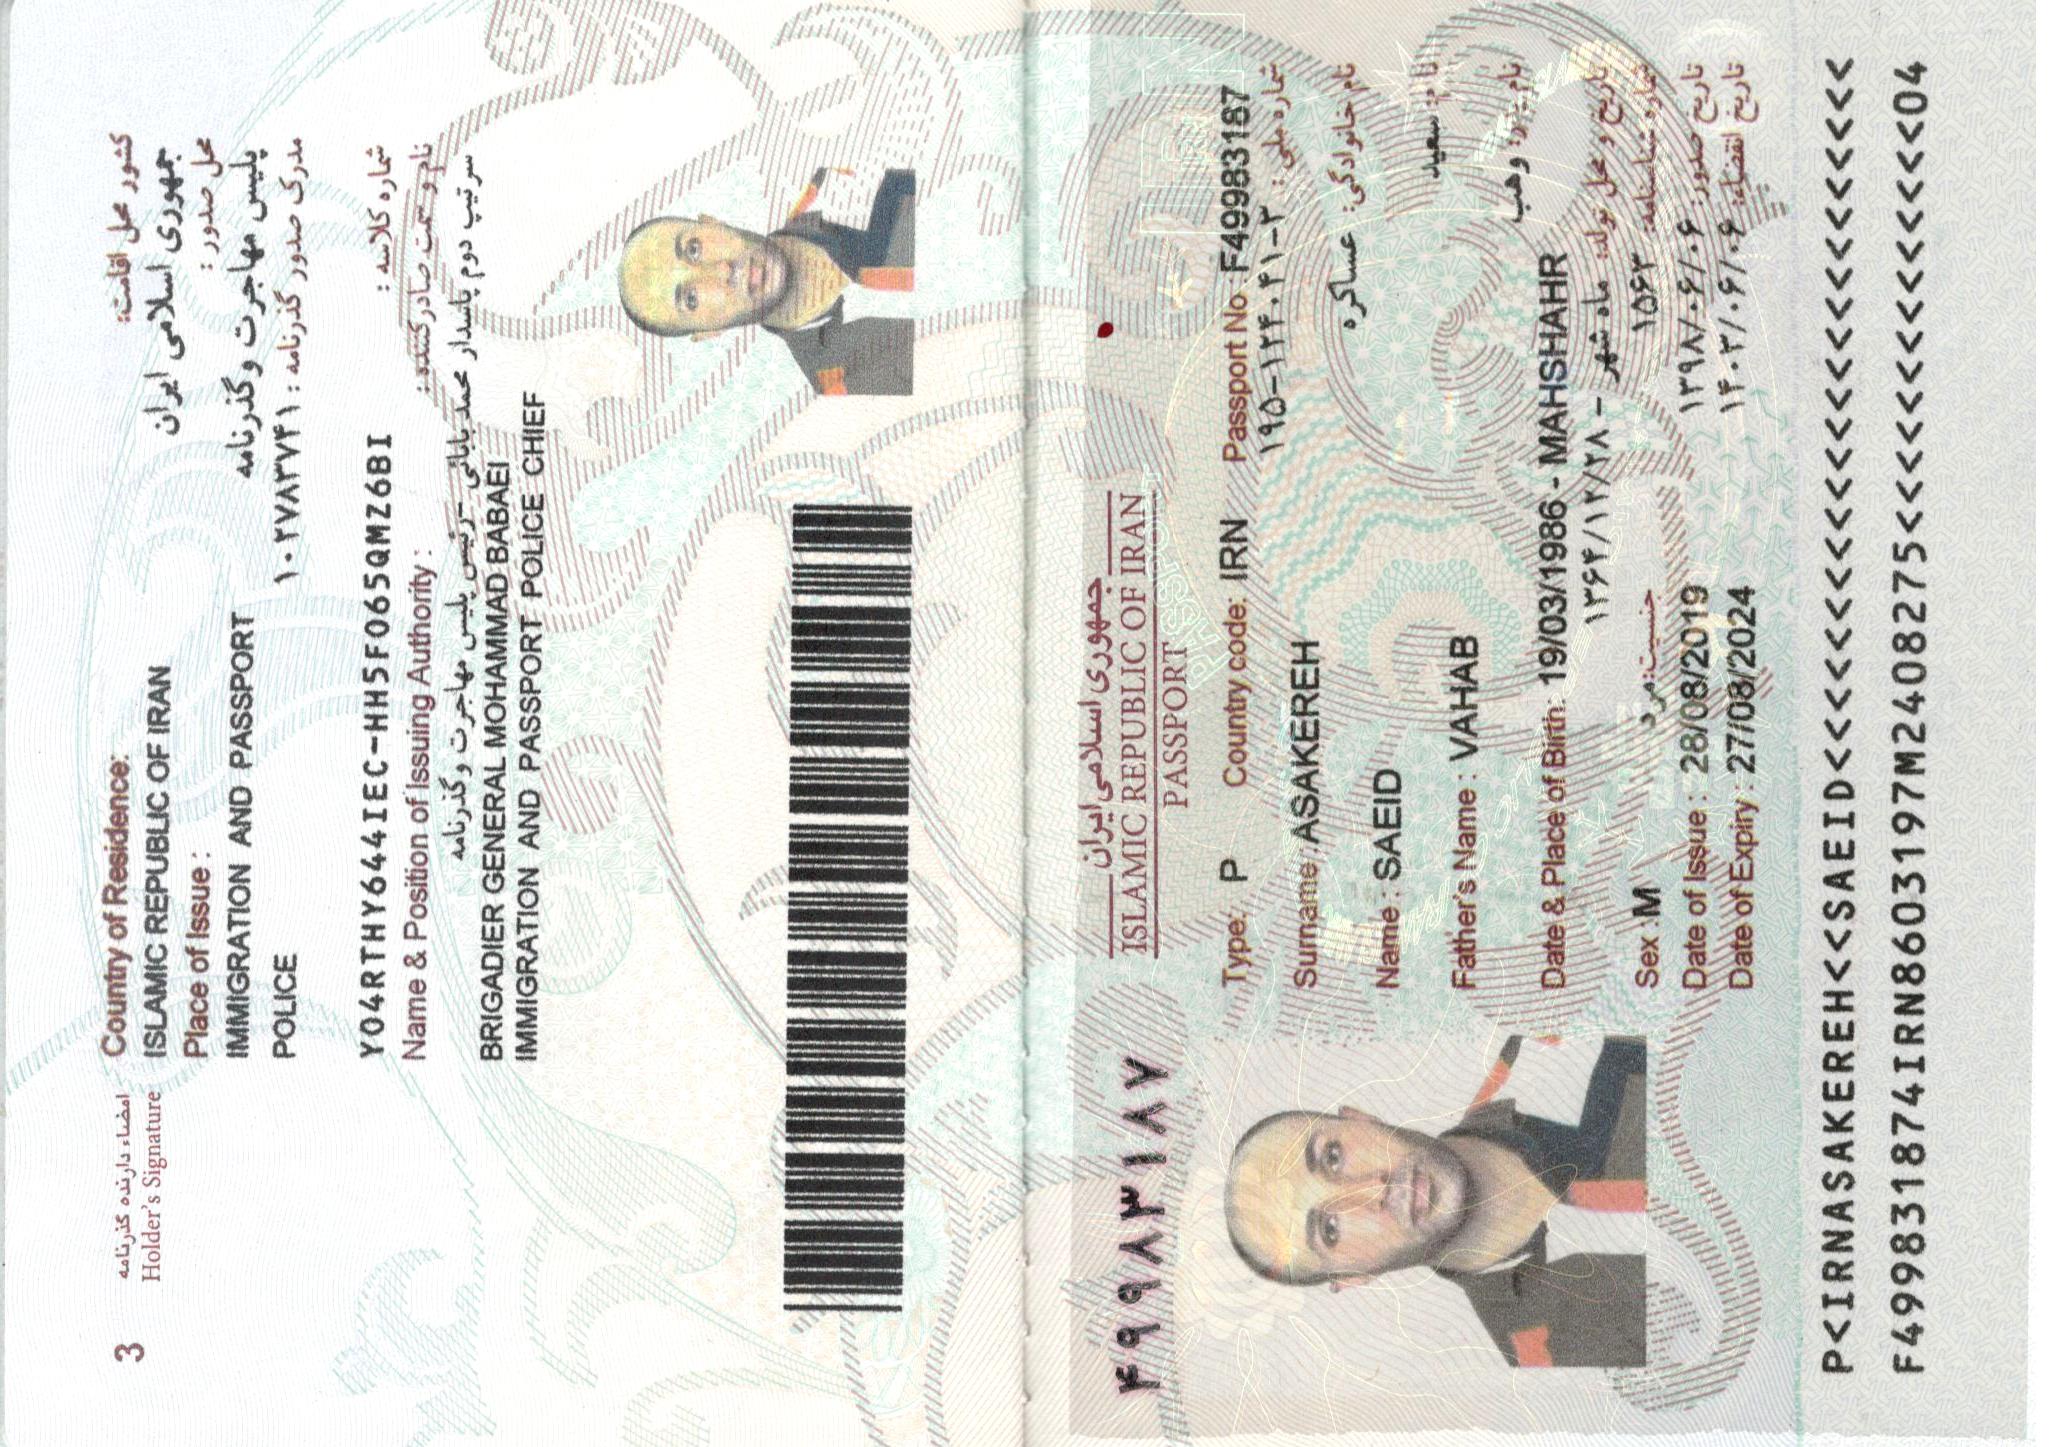 3
امضاء دارنده گذرنامه
Holder's Signature
Country of Residence:
کشور محل اقامت:
ISLAMIC REPUBLIC OF IRAN
جمهوری اسلامی ایران
Place of Issue :
محل صدور :
IMMIGRATION AND PASSPORT
پلیس مهاجرت و گذرنامه
POLICE
مدرک صدور گذرنامه : ۱۰۲۷۸۳۷۷۴۱
Y04RTHY644IEC-HH5F065QMZ6BI
شماره کلاسه :
Name & Position of Issuing Authority :
نام و سمت صادرکننده :
سرتیپ دوم پاسدار محمد بابائی -رئیس پلیس مهاجرت و گذرنامه
BRIGADIER GENERAL MOHAMMAD BABAEI
IMMIGRATION AND PASSPORT POLICE CHIEF
۴۹۹۸۳۱۸۷
جمهوری اسلامی ایران
ISLAMIC REPUBLIC OF IRAN
PASSPORT
Type: P Country code: IRN Passport No.: F49983187
شماره ملی : ۱۹۵-۱۲۴۰۴۱-۳
Surname : ASAKEREH
نام خانوادگی: عساکره
Name : SAEID
نام: سعید
Father's Name : VAHAB
نام پدر: وهب
Date & Place of Birth: 19/03/1986 - MAHSHAHR
تاریخ و محل تولد: ماه شهر - ۱۳۶۴/۱۲/۲۸
Sex :M
جنسیت:مرد
شماره شناسنامه: ۱۵۶۳
Date of Issue : 28/08/2019
تاریخ صدور: ۱۳۹۸/۰۶/۰۶
Date of Expiry : 27/08/2024
تاریخ انقضاء: ۱۴۰۳/۰۶/۰۶
P<IRNASAKEREH<<SAEID<<<<<<<<<<<<<<<<<<<<<<<<
F499831874IRN8603197M2408275<<<<<<<<<<<<<<04